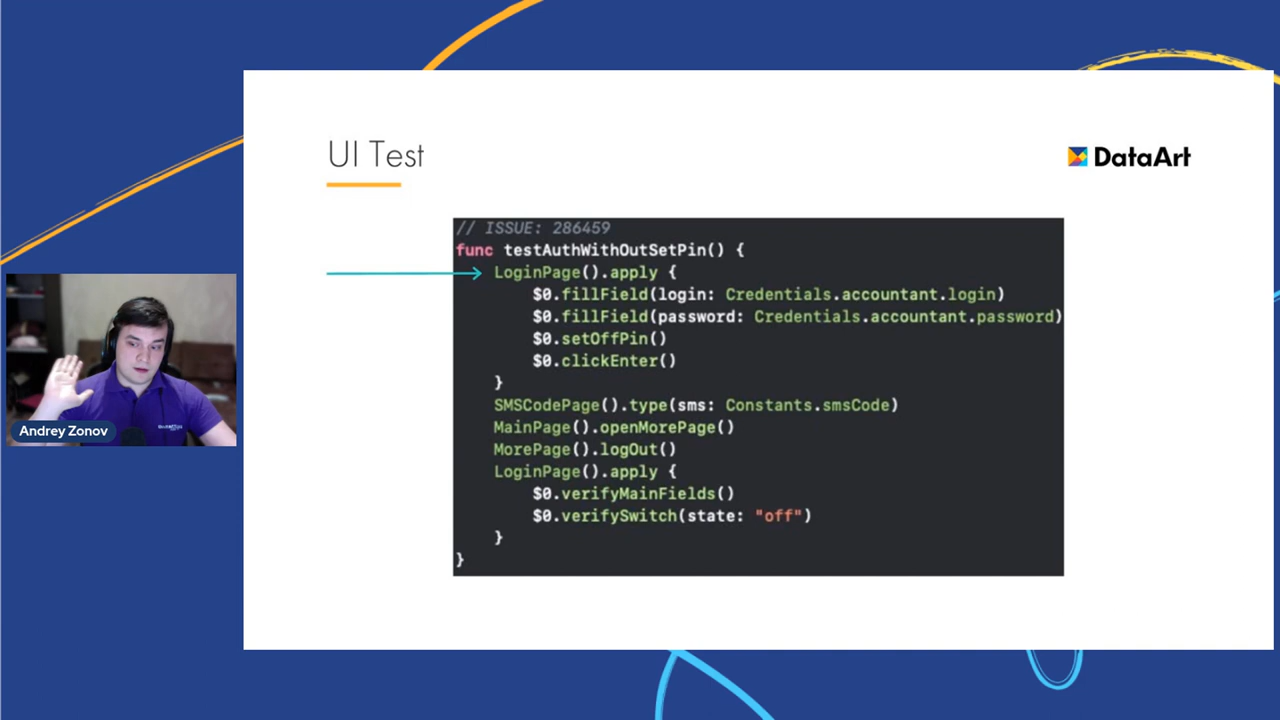 UI Test
DataArt
// ISSUE: 286459
func testAuthWithOutSetPin() {
LoginPage().apply {
$0.fillField(login: Credentials.accountant.login)
$0.fillField(password: Credentials.accountant.password)
$0.setOffPin()
$0.clickEnter()
}
SMSCodePage().type(sms: Constants.smsCode)
MainPage().openMorePage()
MorePage().logOut()
LoginPage().apply {
$0.verifyMainFields()
$0.verifySwitch(state: "off")
}
}
Andrey Zonov